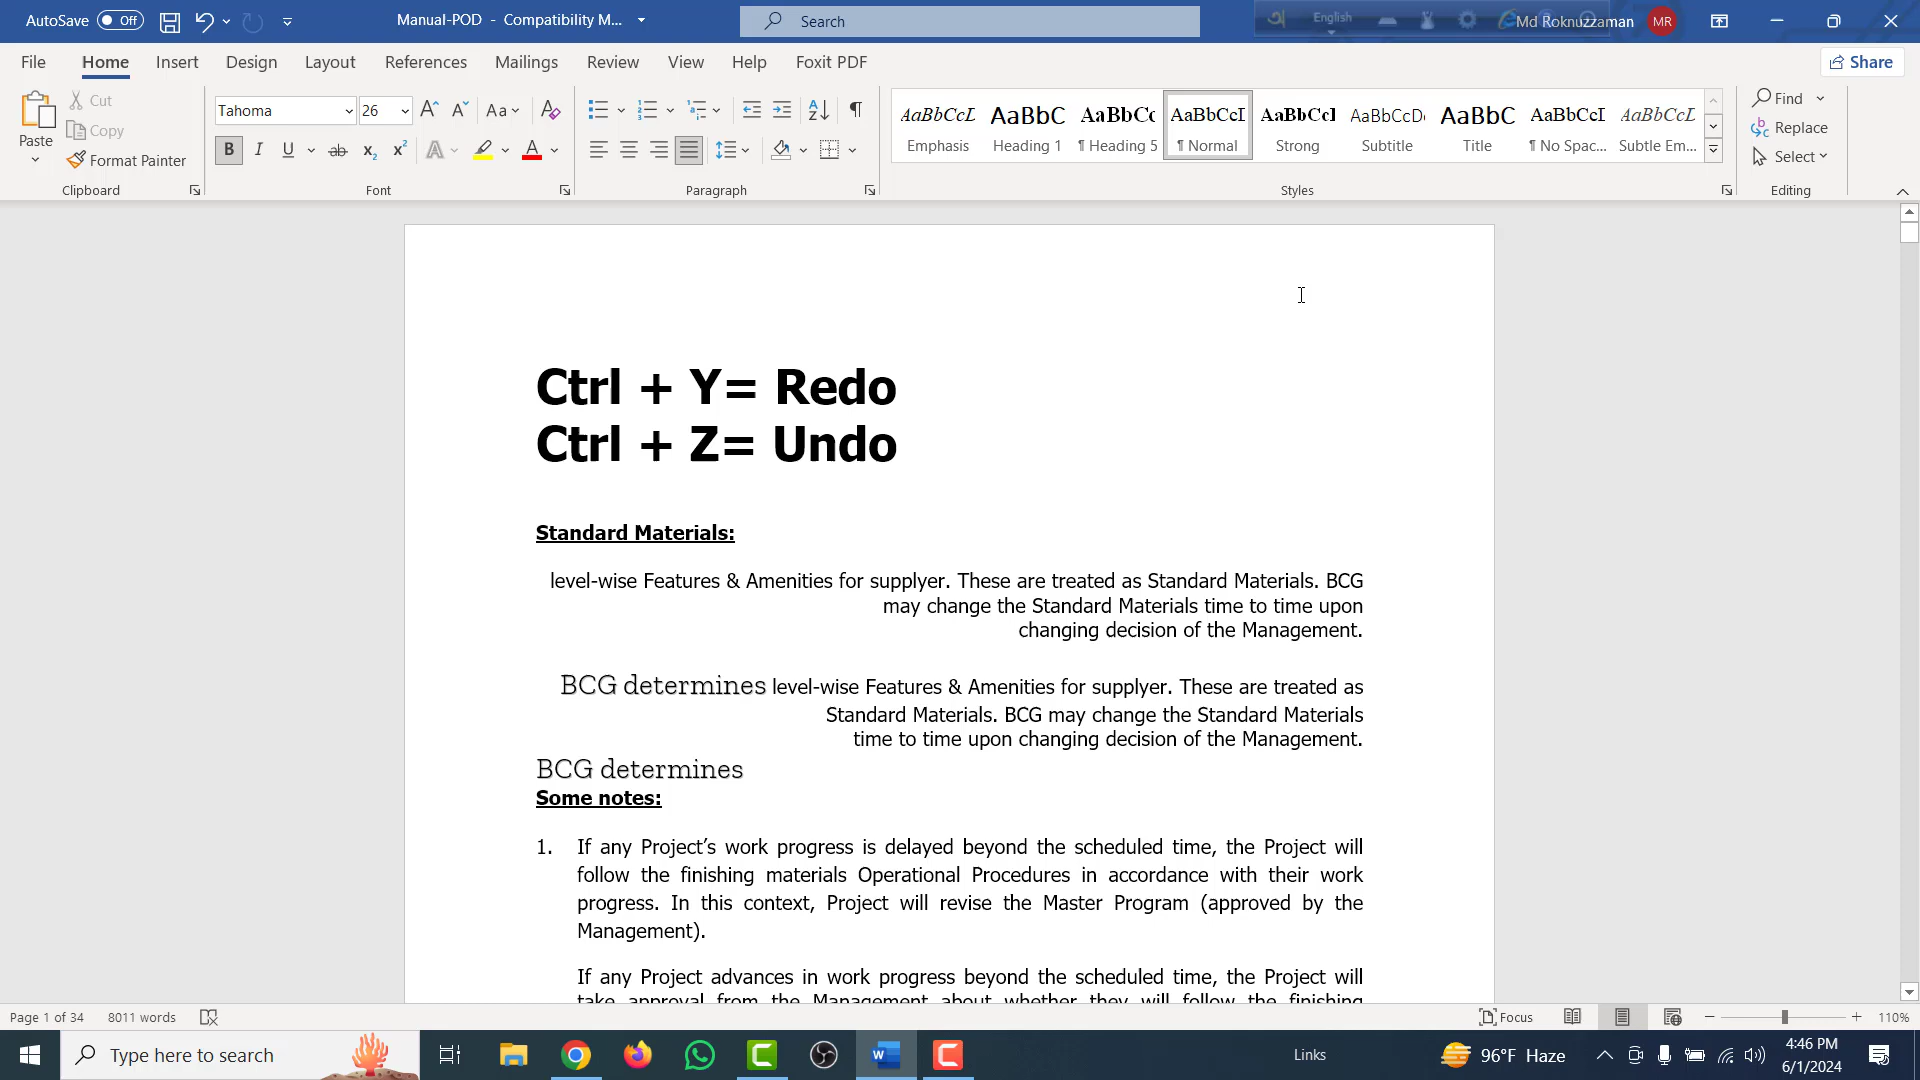 AutoSave Off Manual-POD - Compatibility M... Search English Md Roknuzzaman MR
File Home Insert Design Layout References Mailings Review View Help Foxit PDF Share
Paste Cut Copy Format Painter
Clipboard
Tahoma 26
Font
Paragraph
AaBbCcL AaBbC AaBbCc AaBbCcI AaBbCcI AaBbCcD AaBbC AaBbCcI AaBbCcL
Emphasis Heading 1 ¶ Heading 5 ¶ Normal Strong Subtitle Title ¶ No Spac... Subtle Em...
Styles
Find
Replace
Select
Editing
Ctrl + Y= Redo
Ctrl + Z= Undo
Standard Materials:
level-wise Features & Amenities for supplyer. These are treated as Standard Materials. BCG
may change the Standard Materials time to time upon
changing decision of the Management.
BCG determines level-wise Features & Amenities for supplyer. These are treated as
Standard Materials. BCG may change the Standard Materials
time to time upon changing decision of the Management.
BCG determines
Some notes:
1. If any Project’s work progress is delayed beyond the scheduled time, the Project will
follow the finishing materials Operational Procedures in accordance with their work
progress. In this context, Project will revise the Master Program (approved by the
Management).
If any Project advances in work progress beyond the scheduled time, the Project will
take approval from the Management about whether they will follow the finishing
Page 1 of 34 8011 words Focus 110%
Type here to search Links 96°F Haze 4:46 PM
6/1/2024